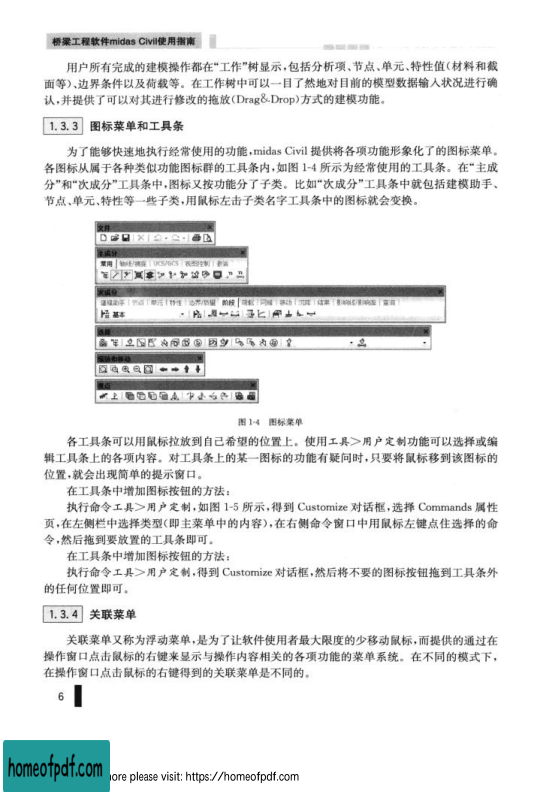 桥梁工程软件midas Civil使用指南
用户所有完成的建模操作都在“工作”树显示,包括分析项、节点、单元、特性值(材料和截
面等)、边界条件以及荷载等。在工作树中可以一目了然地对目前的模型数据输入状况进行确
认,并提供了可以对其进行修改的拖放(Drag&Drop)方式的建模功能。
1.3.3 图标菜单和工具条
为了能够快速地执行经常使用的功能,midas Civil 提供将各项功能形象化了的图标菜单。
各图标从属于各种类似功能图标群的工具条内,如图 1-4 所示为经常使用的工具条。在“主成
分”和“次成分”工具条中,图标又按功能分了子类。比如“次成分”工具条中就包括建模助手、
节点、单元、特性等一些子类,用鼠标左击子类名字工具条中的图标就会变换。
文件
主成分
常用 轴线/捕捉 UCS/GCS 视图控制 查询
次成分
建模助手 节点 单元 特性 边界/质量 阶段 荷载 间隔 移动 沉降 结果 影响线/影响面 查询
基本
选择
缩放和移动
图 1-4 图标菜单
各工具条可以用鼠标拉放到自己希望的位置上。使用工具＞用户定制功能可以选择或编
辑工具条上的各项内容。对工具条上的某一图标的功能有疑问时,只要将鼠标移到该图标的
位置,就会出现简单的提示窗口。
在工具条中增加图标按钮的方法:
执行命令工具＞用户定制,如图 1-5 所示,得到 Customize 对话框,选择 Commands 属性
页,在左侧栏中选择类型(即主菜单中的内容),在右侧命令窗口中用鼠标左键点住选择的命
令,然后拖到要放置的工具条即可。
在工具条中增加图标按钮的方法:
执行命令工具＞用户定制,得到 Customize 对话框,然后将不要的图标按钮拖到工具条外
的任何位置即可。
1.3.4 关联菜单
关联菜单又称为浮动菜单,是为了让软件使用者最大限度的少移动鼠标,而提供的通过在
操作窗口点击鼠标的右键来显示与操作内容相关的各项功能的菜单系统。在不同的模式下,
在操作窗口点击鼠标的右键得到的关联菜单是不同的。
6
homeofpdf.com
ore please visit: https://homeofpdf.com